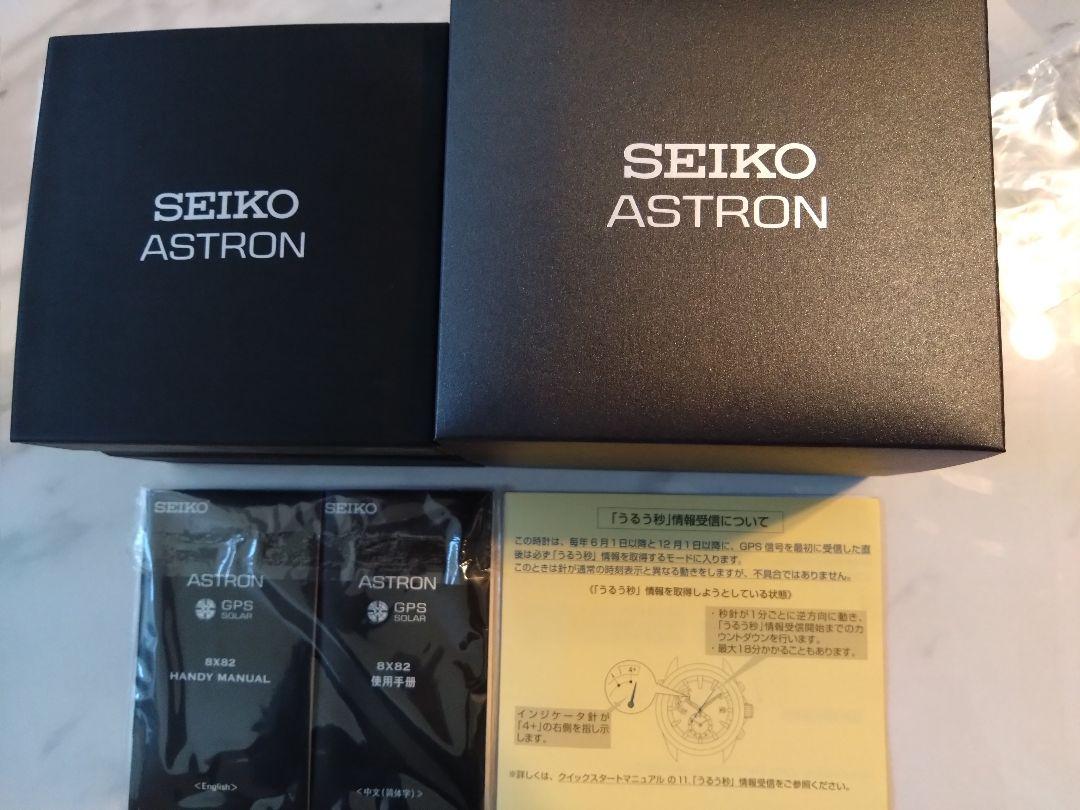 SEIKO
ASTRON
SEIKO
ASTRON
SEIKO
ASTRON
GPS
SOLAR
8X82
HANDY MANUAL
<English>
SEIKO
ASTRON
GPS
SOLAR
8X82
使用手册
<中文(简体字)>
「うるう秒」情報受信について
この時計は、毎年6月1日以降と12月1日以降に、GPS信号を最初に受信した直
後は必ず「うるう秒」情報を取得するモードに入ります。
このときは針が通常の時刻表示と異なる動きをしますが、不具合ではありません。
《「うるう秒」情報を取得しようとしている状態》
・秒針が1分ごとに逆方向に動き、
「うるう秒」情報受信開始までのカ
ウントダウンを行います。
・最大18分かかることもあります。
4+
インジケータ針が
「4+」の右側を指し示
します。
※詳しくは、クイックスタートマニュアルの11.「うるう秒」情報受信をご参照ください。